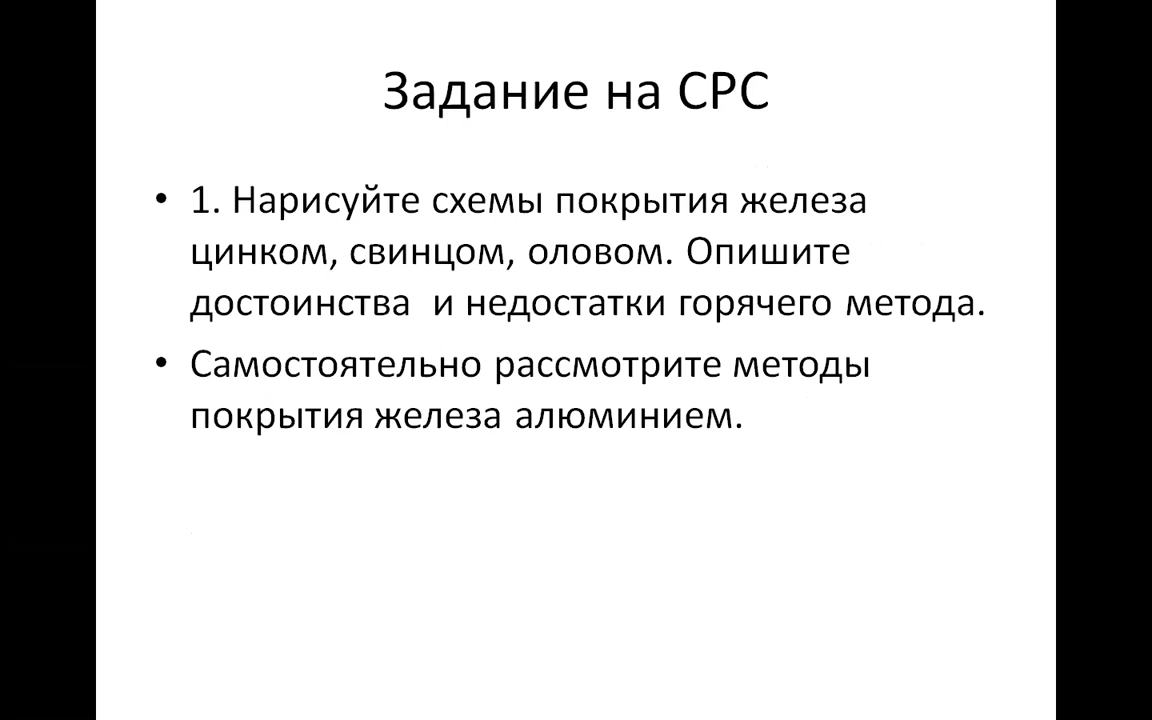 Задание на СРС
• 1. Нарисуйте схемы покрытия железа
цинком, свинцом, оловом. Опишите
достоинства  и недостатки горячего метода.
• Самостоятельно рассмотрите методы
покрытия железа алюминием.